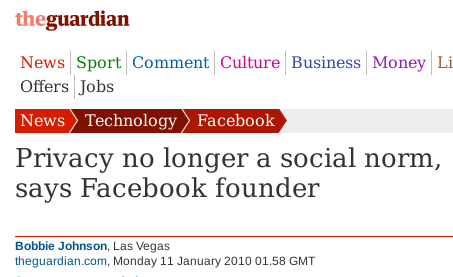 theguardian
News Sport Comment Culture Business Money Li
Offers Jobs
News Technology Facebook
Privacy no longer a social norm,
says Facebook founder
Bobbie Johnson, Las Vegas
theguardian.com, Monday 11 January 2010 01.58 GMT